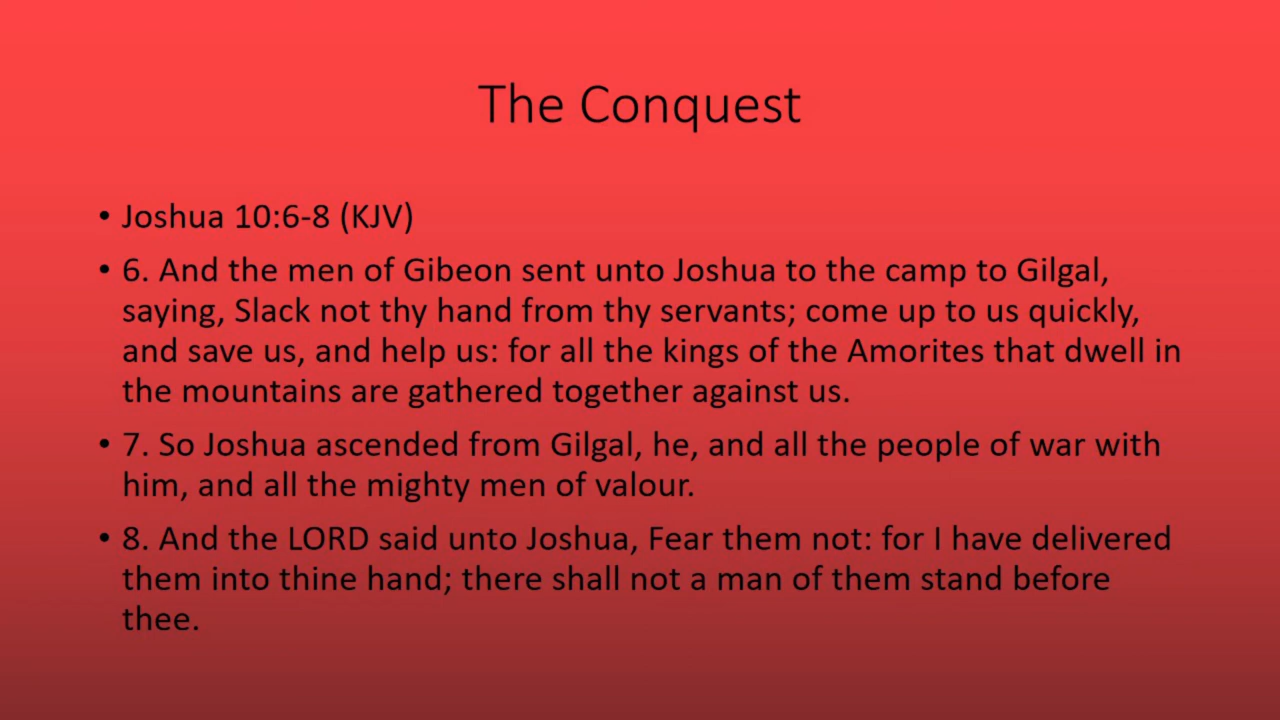 The Conquest
• Joshua 10:6-8 (KJV)
• 6. And the men of Gibeon sent unto Joshua to the camp to Gilgal,
saying, Slack not thy hand from thy servants; come up to us quickly,
and save us, and help us: for all the kings of the Amorites that dwell in
the mountains are gathered together against us.
• 7. So Joshua ascended from Gilgal, he, and all the people of war with
him, and all the mighty men of valour.
• 8. And the LORD said unto Joshua, Fear them not: for I have delivered
them into thine hand; there shall not a man of them stand before
thee.